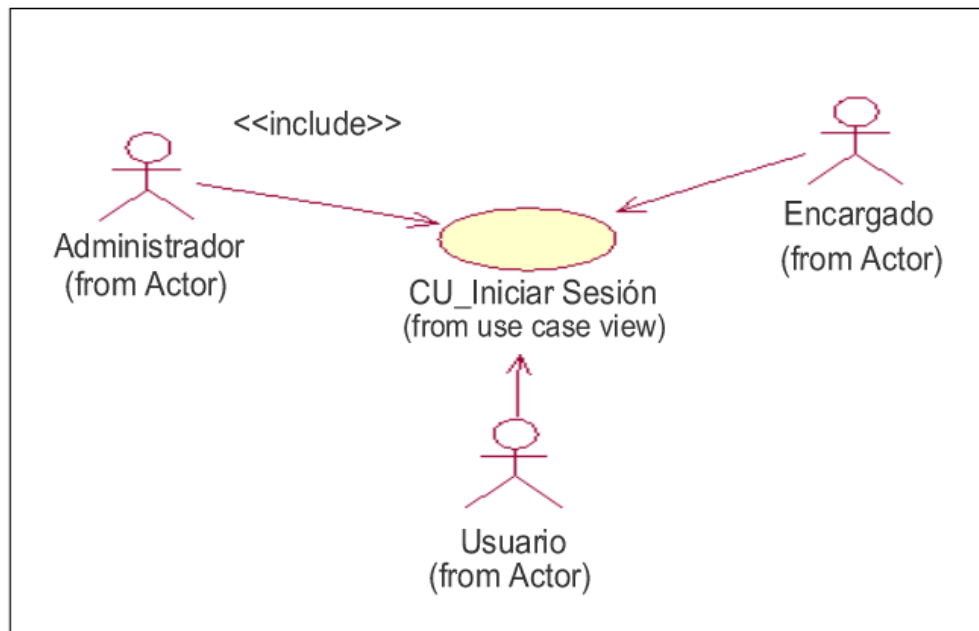 <<include>>
Administrador
(from Actor)
Encargado
(from Actor)
CU_Iniciar Sesión
(from use case view)
Usuario
(from Actor)